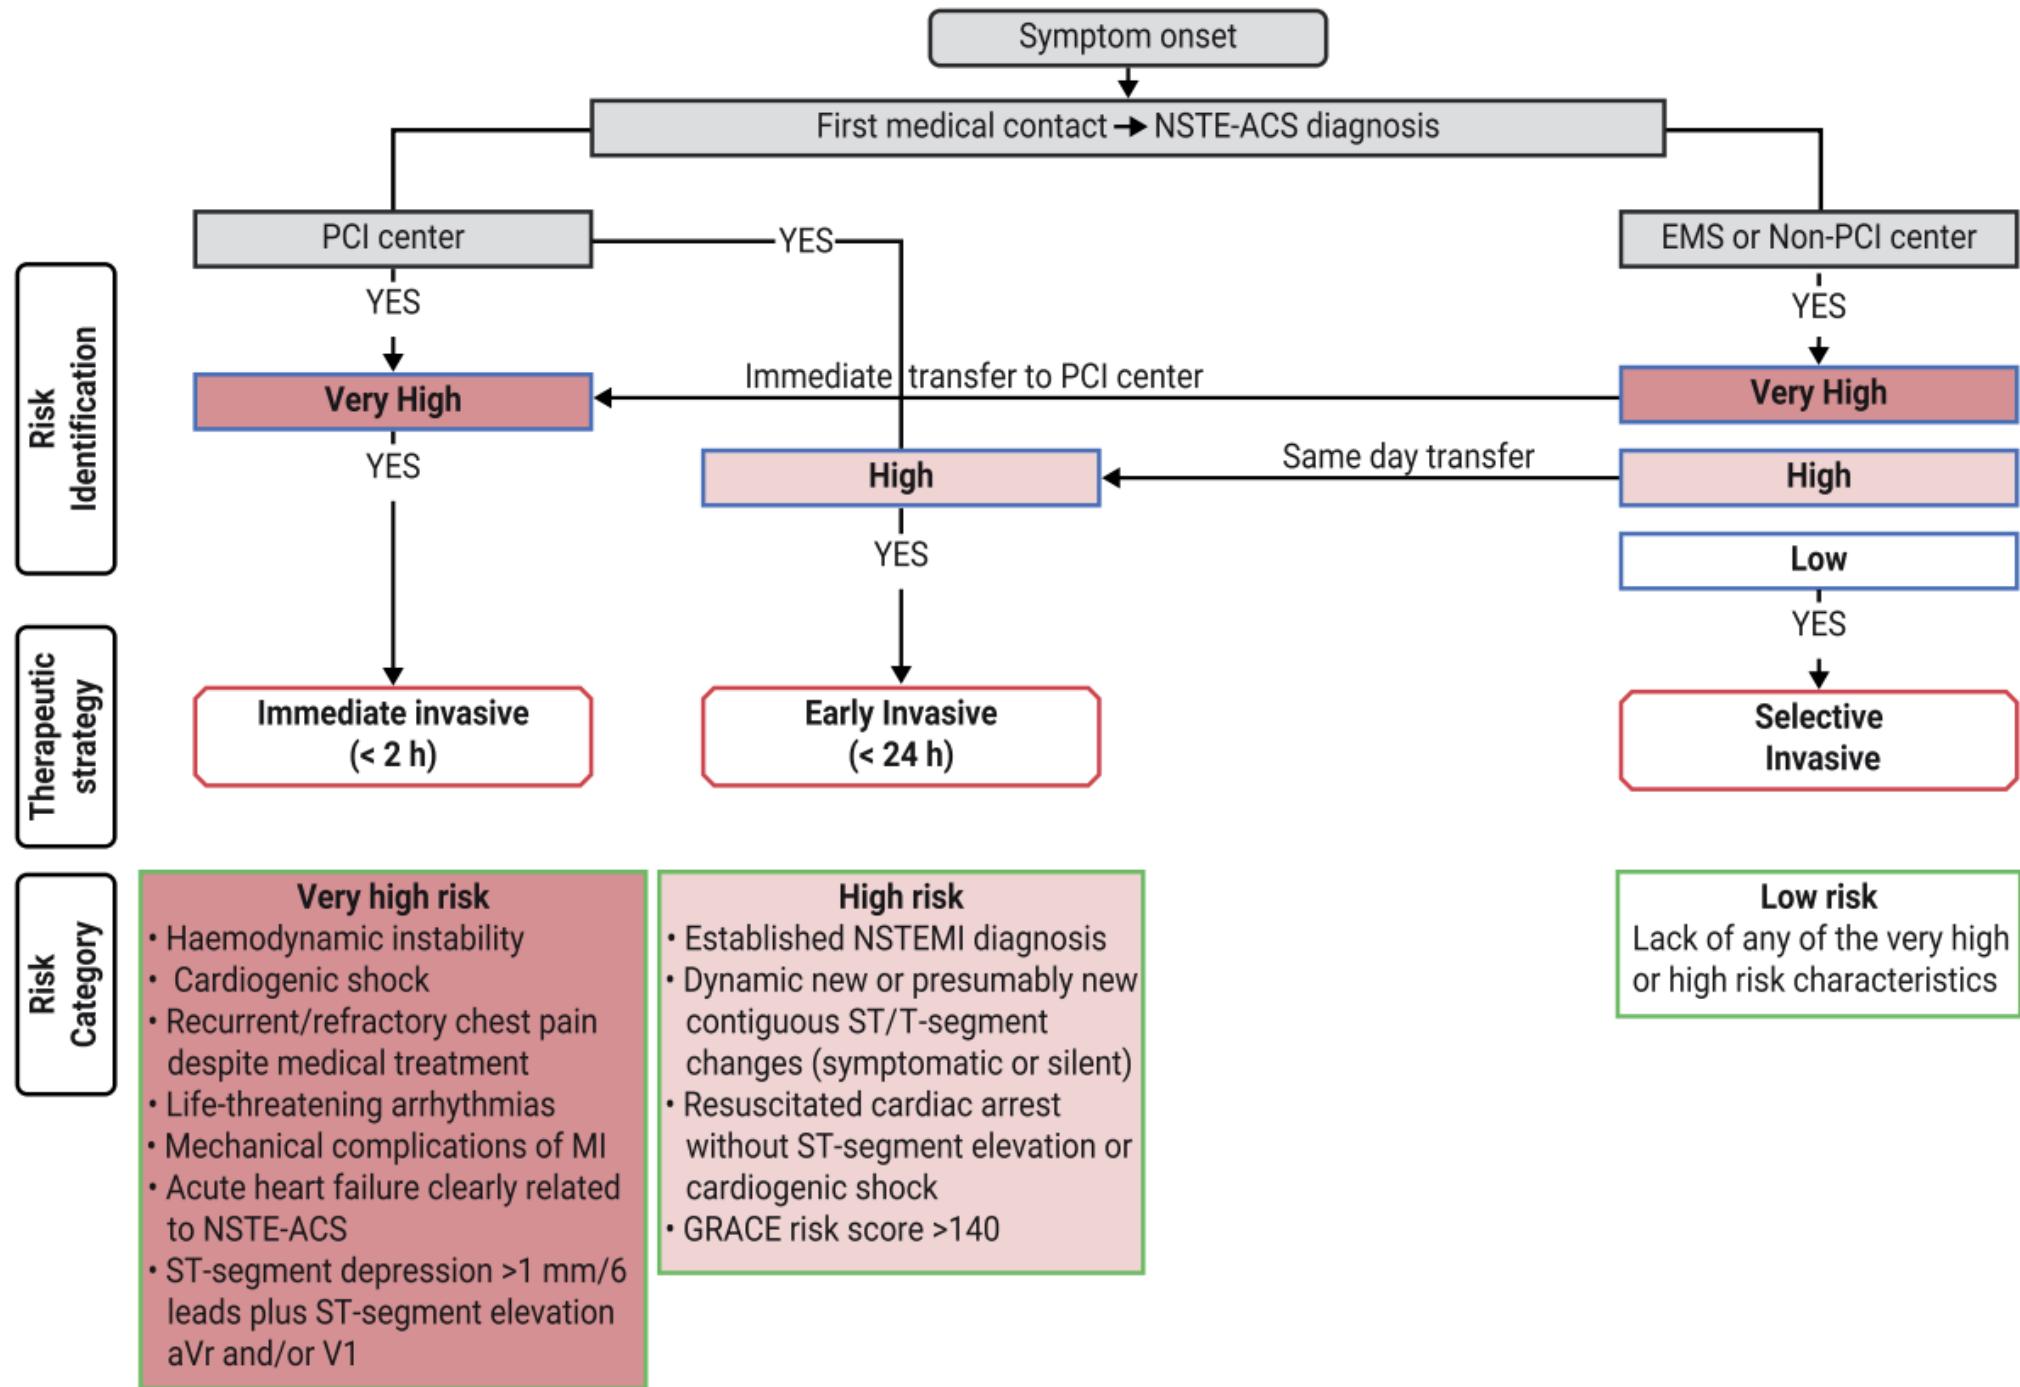 Symptom onset
First medical contact → NSTE-ACS diagnosis
PCI center
YES
EMS or Non-PCI center
YES
YES
Risk
Identification
Very High
Immediate transfer to PCI center
Very High
YES
High
Same day transfer
High
YES
Low
YES
Therapeutic
strategy
Immediate invasive
(< 2 h)
Early Invasive
(< 24 h)
Selective
Invasive
Risk
Category
Very high risk
• Haemodynamic instability
• Cardiogenic shock
• Recurrent/refractory chest pain
despite medical treatment
• Life-threatening arrhythmias
• Mechanical complications of MI
• Acute heart failure clearly related
to NSTE-ACS
• ST-segment depression >1 mm/6
leads plus ST-segment elevation
aVr and/or V1
High risk
• Established NSTEMI diagnosis
• Dynamic new or presumably new
contiguous ST/T-segment
changes (symptomatic or silent)
• Resuscitated cardiac arrest
without ST-segment elevation or
cardiogenic shock
• GRACE risk score >140
Low risk
Lack of any of the very high
or high risk characteristics